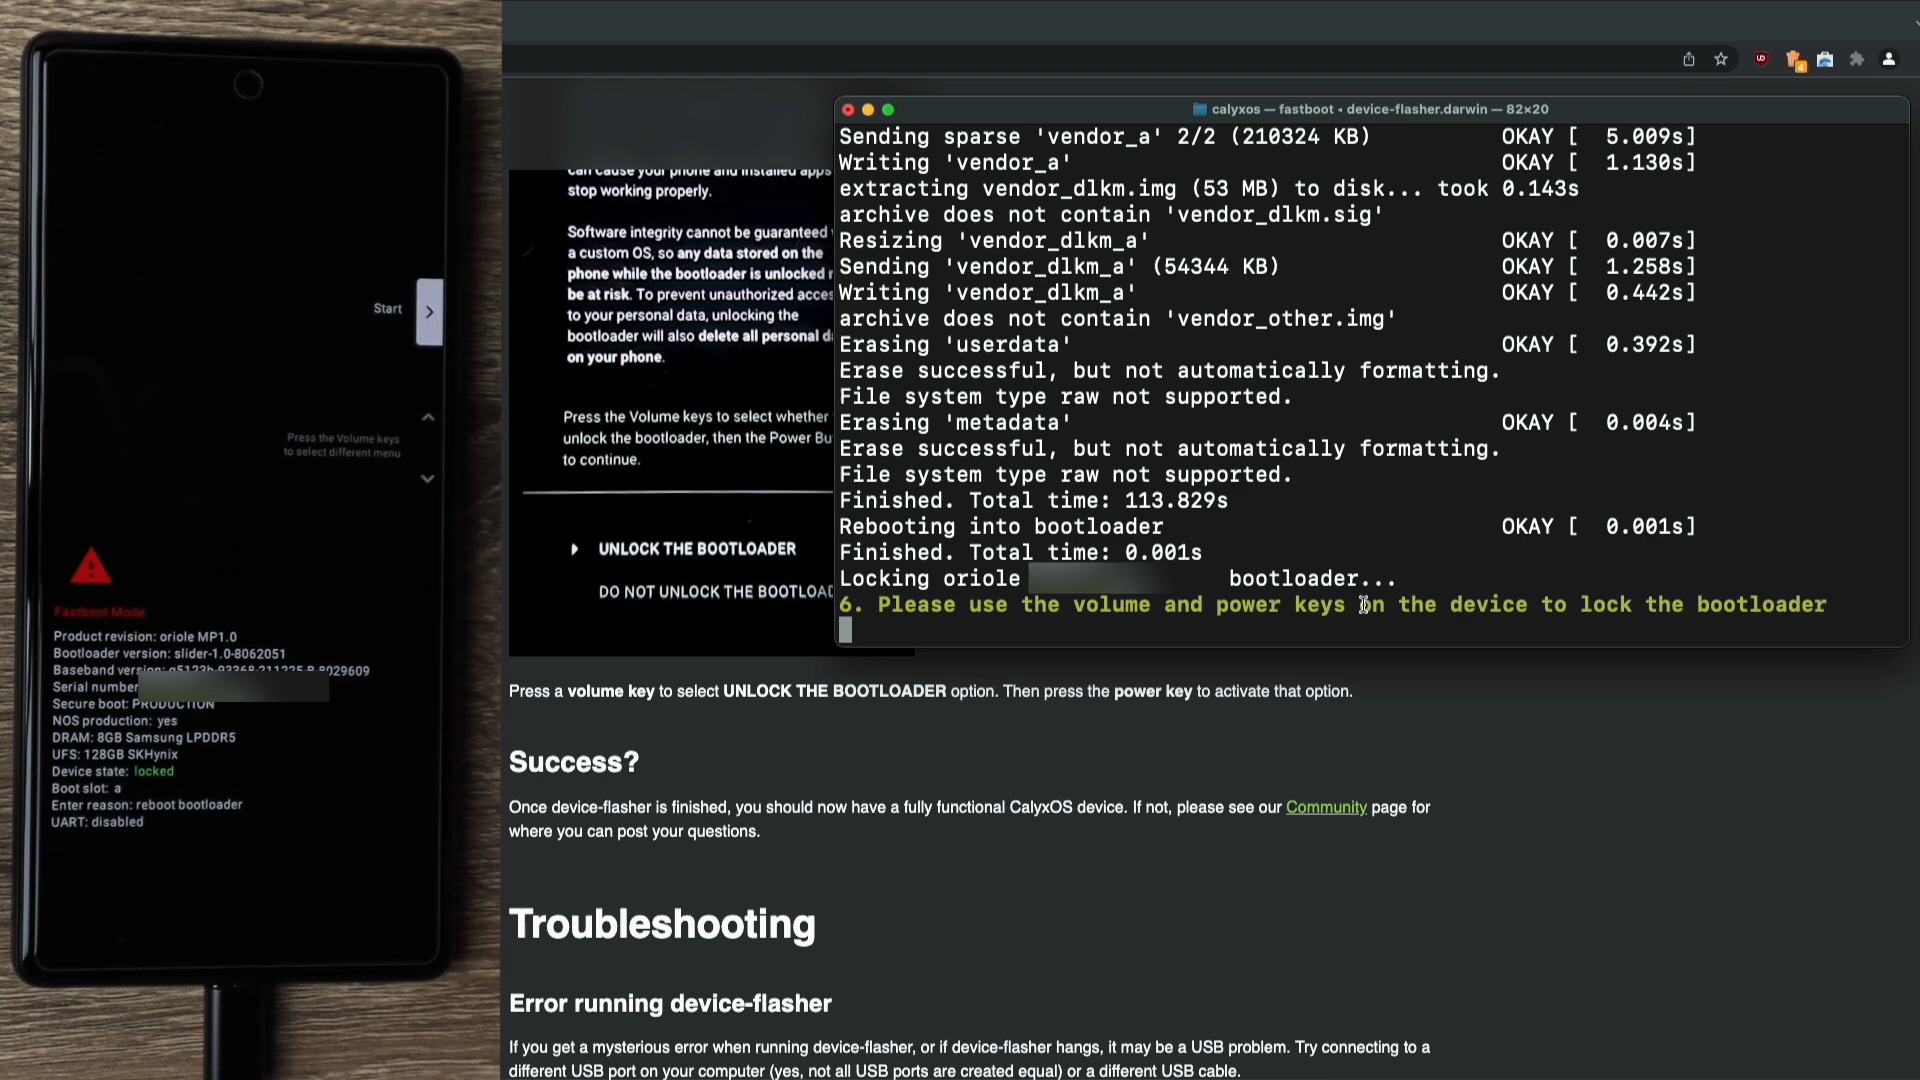 Start
Press the Volume keys
to select different menu
Fastboot Mode
Product revision: oriole MP1.0
Bootloader version: slider-1.0-8062051
Baseband version: g5123b-93368-211225-B-8029609
Serial number
Secure boot: PRODUCTION
NOS production: yes
DRAM: 8GB Samsung LPDDR5
UFS: 128GB SKHynix
Device state: locked
Boot slot: a
Enter reason: reboot bootloader
UART: disabled
can cause your phone and installed apps
stop working properly.
Software integrity cannot be guaranteed
a custom OS, so any data stored on the
phone while the bootloader is unlocked
be at risk. To prevent unauthorized
to your personal data, unlocking the
bootloader will also delete all personal
on your phone.
Press the Volume keys to select whether
unlock the bootloader, then the Power
to continue.
UNLOCK THE BOOTLOADER
DO NOT UNLOCK THE
calyxos — fastboot ◂ device-flasher.darwin — 82×20
Sending sparse 'vendor_a' 2/2 (210324 KB) OKAY [ 5.009s]
Writing 'vendor_a' OKAY [ 1.130s]
extracting vendor_dlkm.img (53 MB) to disk... took 0.143s
archive does not contain 'vendor_dlkm.sig'
Resizing 'vendor_dlkm_a' OKAY [ 0.007s]
Sending 'vendor_dlkm_a' (54344 KB) OKAY [ 1.258s]
Writing 'vendor_dlkm_a' OKAY [ 0.442s]
archive does not contain 'vendor_other.img'
Erasing 'userdata' OKAY [ 0.392s]
Erase successful, but not automatically formatting.
File system type raw not supported.
Erasing 'metadata' OKAY [ 0.004s]
Erase successful, but not automatically formatting.
File system type raw not supported.
Finished. Total time: 113.829s
Rebooting into bootloader OKAY [ 0.001s]
Finished. Total time: 0.001s
Locking oriole bootloader...
6. Please use the volume and power keys on the device to lock the bootloader
Press a volume key to select UNLOCK THE BOOTLOADER option. Then press the power key to activate that option.
Success?
Once device-flasher is finished, you should now have a fully functional CalyxOS device. If not, please see our Community page for
where you can post your questions.
Troubleshooting
Error running device-flasher
If you get a mysterious error when running device-flasher, or if device-flasher hangs, it may be a USB problem. Try connecting to a
different USB port on your computer (yes, not all USB ports are created equal) or a different USB cable.